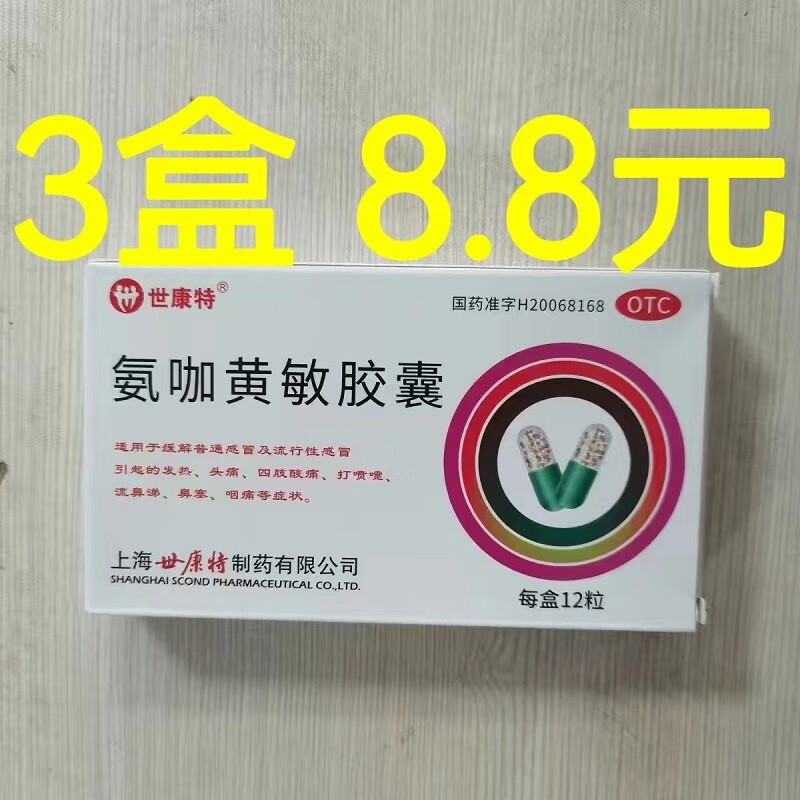 3盒 8.8元
世康特®
国药准字H20068168 OTC
氨咖黄敏胶囊
适用于缓解普通感冒及流行性感冒
引起的发热、头痛、四肢酸痛、打喷嚏、
流鼻涕、鼻塞、咽痛等症状。
上海世康特制药有限公司
SHANGHAI SCOND PHARMACEUTICAL CO.,LTD.
每盒12粒